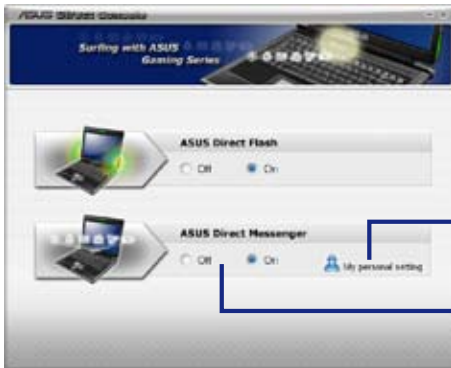 ASUS Direct Console
Surfing with ASUS
Gaming Series
ASUS Direct Flash
Off On
ASUS Direct Messenger
Off On My personal setting